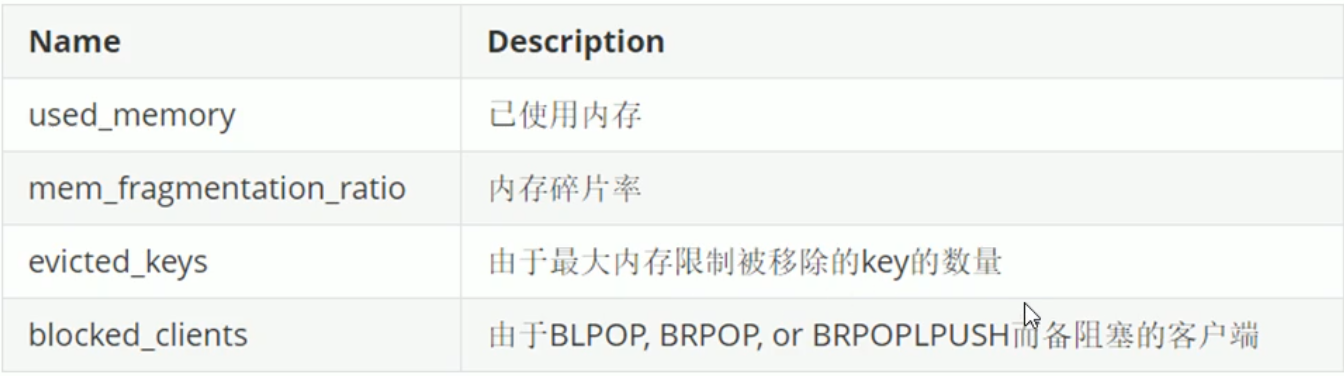 Name Description
used_memory 已使用内存
mem_fragmentation_ratio 内存碎片率
evicted_keys 由于最大内存限制被移除的key的数量
blocked_clients 由于BLPOP, BRPOP, or BRPOPLPUSH而备阻塞的客户端